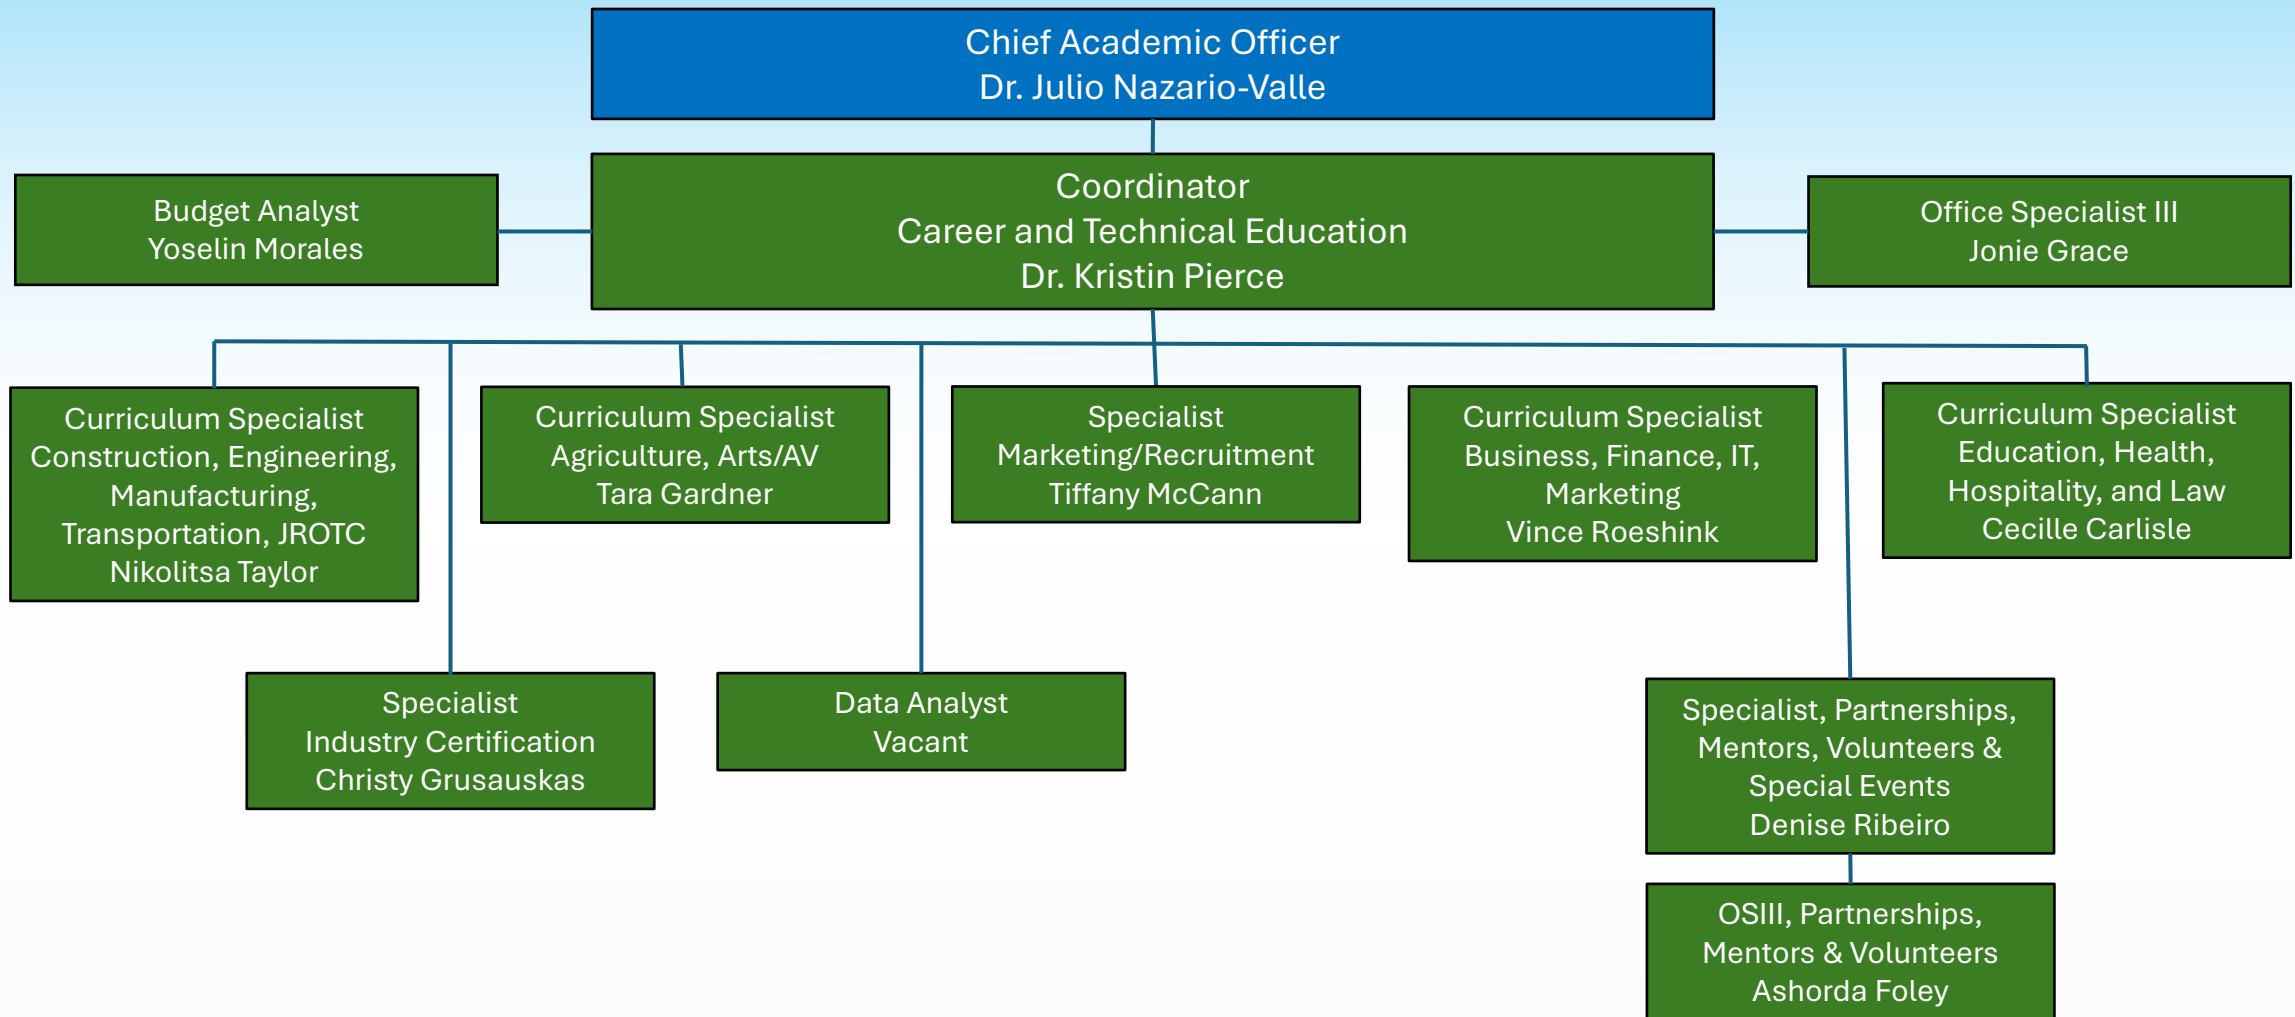 Chief Academic Officer
Dr. Julio Nazario-Valle
Budget Analyst
Yoselin Morales
Coordinator
Career and Technical Education
Dr. Kristin Pierce
Office Specialist III
Jonie Grace
Curriculum Specialist
Construction, Engineering,
Manufacturing,
Transportation, JROTC
Nikolitsa Taylor
Curriculum Specialist
Agriculture, Arts/AV
Tara Gardner
Specialist
Marketing/Recruitment
Tiffany McCann
Curriculum Specialist
Business, Finance, IT,
Marketing
Vince Roeshink
Curriculum Specialist
Education, Health,
Hospitality, and Law
Cecille Carlisle
Specialist
Industry Certification
Christy Grusauskas
Data Analyst
Vacant
Specialist, Partnerships,
Mentors, Volunteers &
Special Events
Denise Ribeiro
OSIII, Partnerships,
Mentors & Volunteers
Ashorda Foley